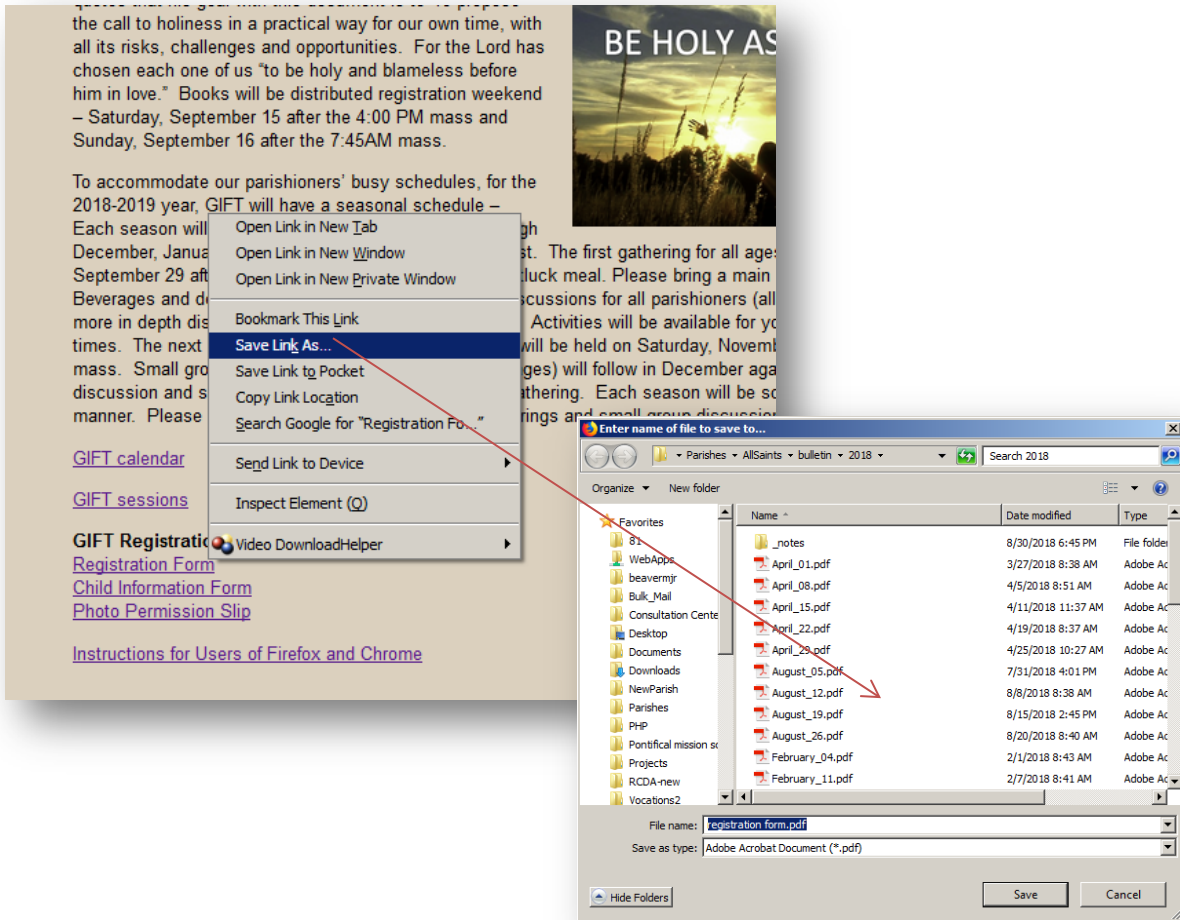 the call to holiness in a practical way for our own time, with
all its risks, challenges and opportunities. For the Lord has
chosen each one of us “to be holy and blameless before
him in love.” Books will be distributed registration weekend
– Saturday, September 15 after the 4:00 PM mass and
Sunday, September 16 after the 7:45AM mass.
BE HOLY AS
To accommodate our parishioners’ busy schedules, for the
2018-2019 year, GIFT will have a seasonal schedule –
Each season will gh
December, Janua st. The first gathering for all age
September 29 aft luck meal. Please bring a main
Beverages and de scussions for all parishioners (all
more in depth dis Activities will be available for yo
times. The next will be held on Saturday, Novemb
mass. Small gro ges) will follow in December aga
discussion and s athering. Each season will be sc
manner. Please rings and small group discussion
Open Link in New Tab
Open Link in New Window
Open Link in New Private Window
Bookmark This Link
Save Link As...
Save Link to Pocket
Copy Link Location
Search Google for "Registration Fo..."
Send Link to Device
Inspect Element (Q)
Video DownloadHelper
GIFT calendar
GIFT sessions
GIFT Registratio
Registration Form
Child Information Form
Photo Permission Slip
Instructions for Users of Firefox and Chrome
Enter name of file to save to...
Parishes AllSaints bulletin 2018
Search 2018
Organize New folder
Favorites
81
WebApps
beavermjr
Bulk_Mail
Consultation Cente
Desktop
Documents
Downloads
NewParish
Parishes
PHP
Pontifical mission so
Projects
RCDA-new
Vocations2
Name Date modified Type
_notes 8/30/2018 6:45 PM File folder
April_01.pdf 3/27/2018 8:38 AM Adobe Ac
April_08.pdf 4/5/2018 8:51 AM Adobe Ac
April_15.pdf 4/11/2018 11:37 AM Adobe Ac
April_22.pdf 4/19/2018 8:37 AM Adobe Ac
April_29.pdf 4/25/2018 10:27 AM Adobe Ac
August_05.pdf 7/31/2018 4:01 PM Adobe Ac
August_12.pdf 8/8/2018 8:38 AM Adobe Ac
August_19.pdf 8/15/2018 2:45 PM Adobe Ac
August_26.pdf 8/20/2018 8:40 AM Adobe Ac
February_04.pdf 2/1/2018 8:43 AM Adobe Ac
February_11.pdf 2/7/2018 8:41 AM Adobe Ac
File name: registration form.pdf
Save as type: Adobe Acrobat Document (*.pdf)
Hide Folders
Save
Cancel